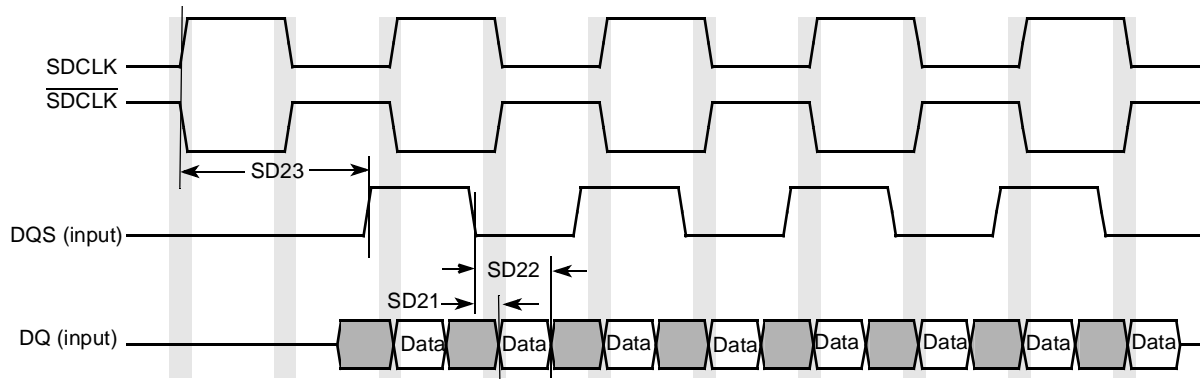 SDCLK
SDCLK
SD23
DQS (input)
SD22
SD21
DQ (input)
Data
Data
Data
Data
Data
Data
Data
Data